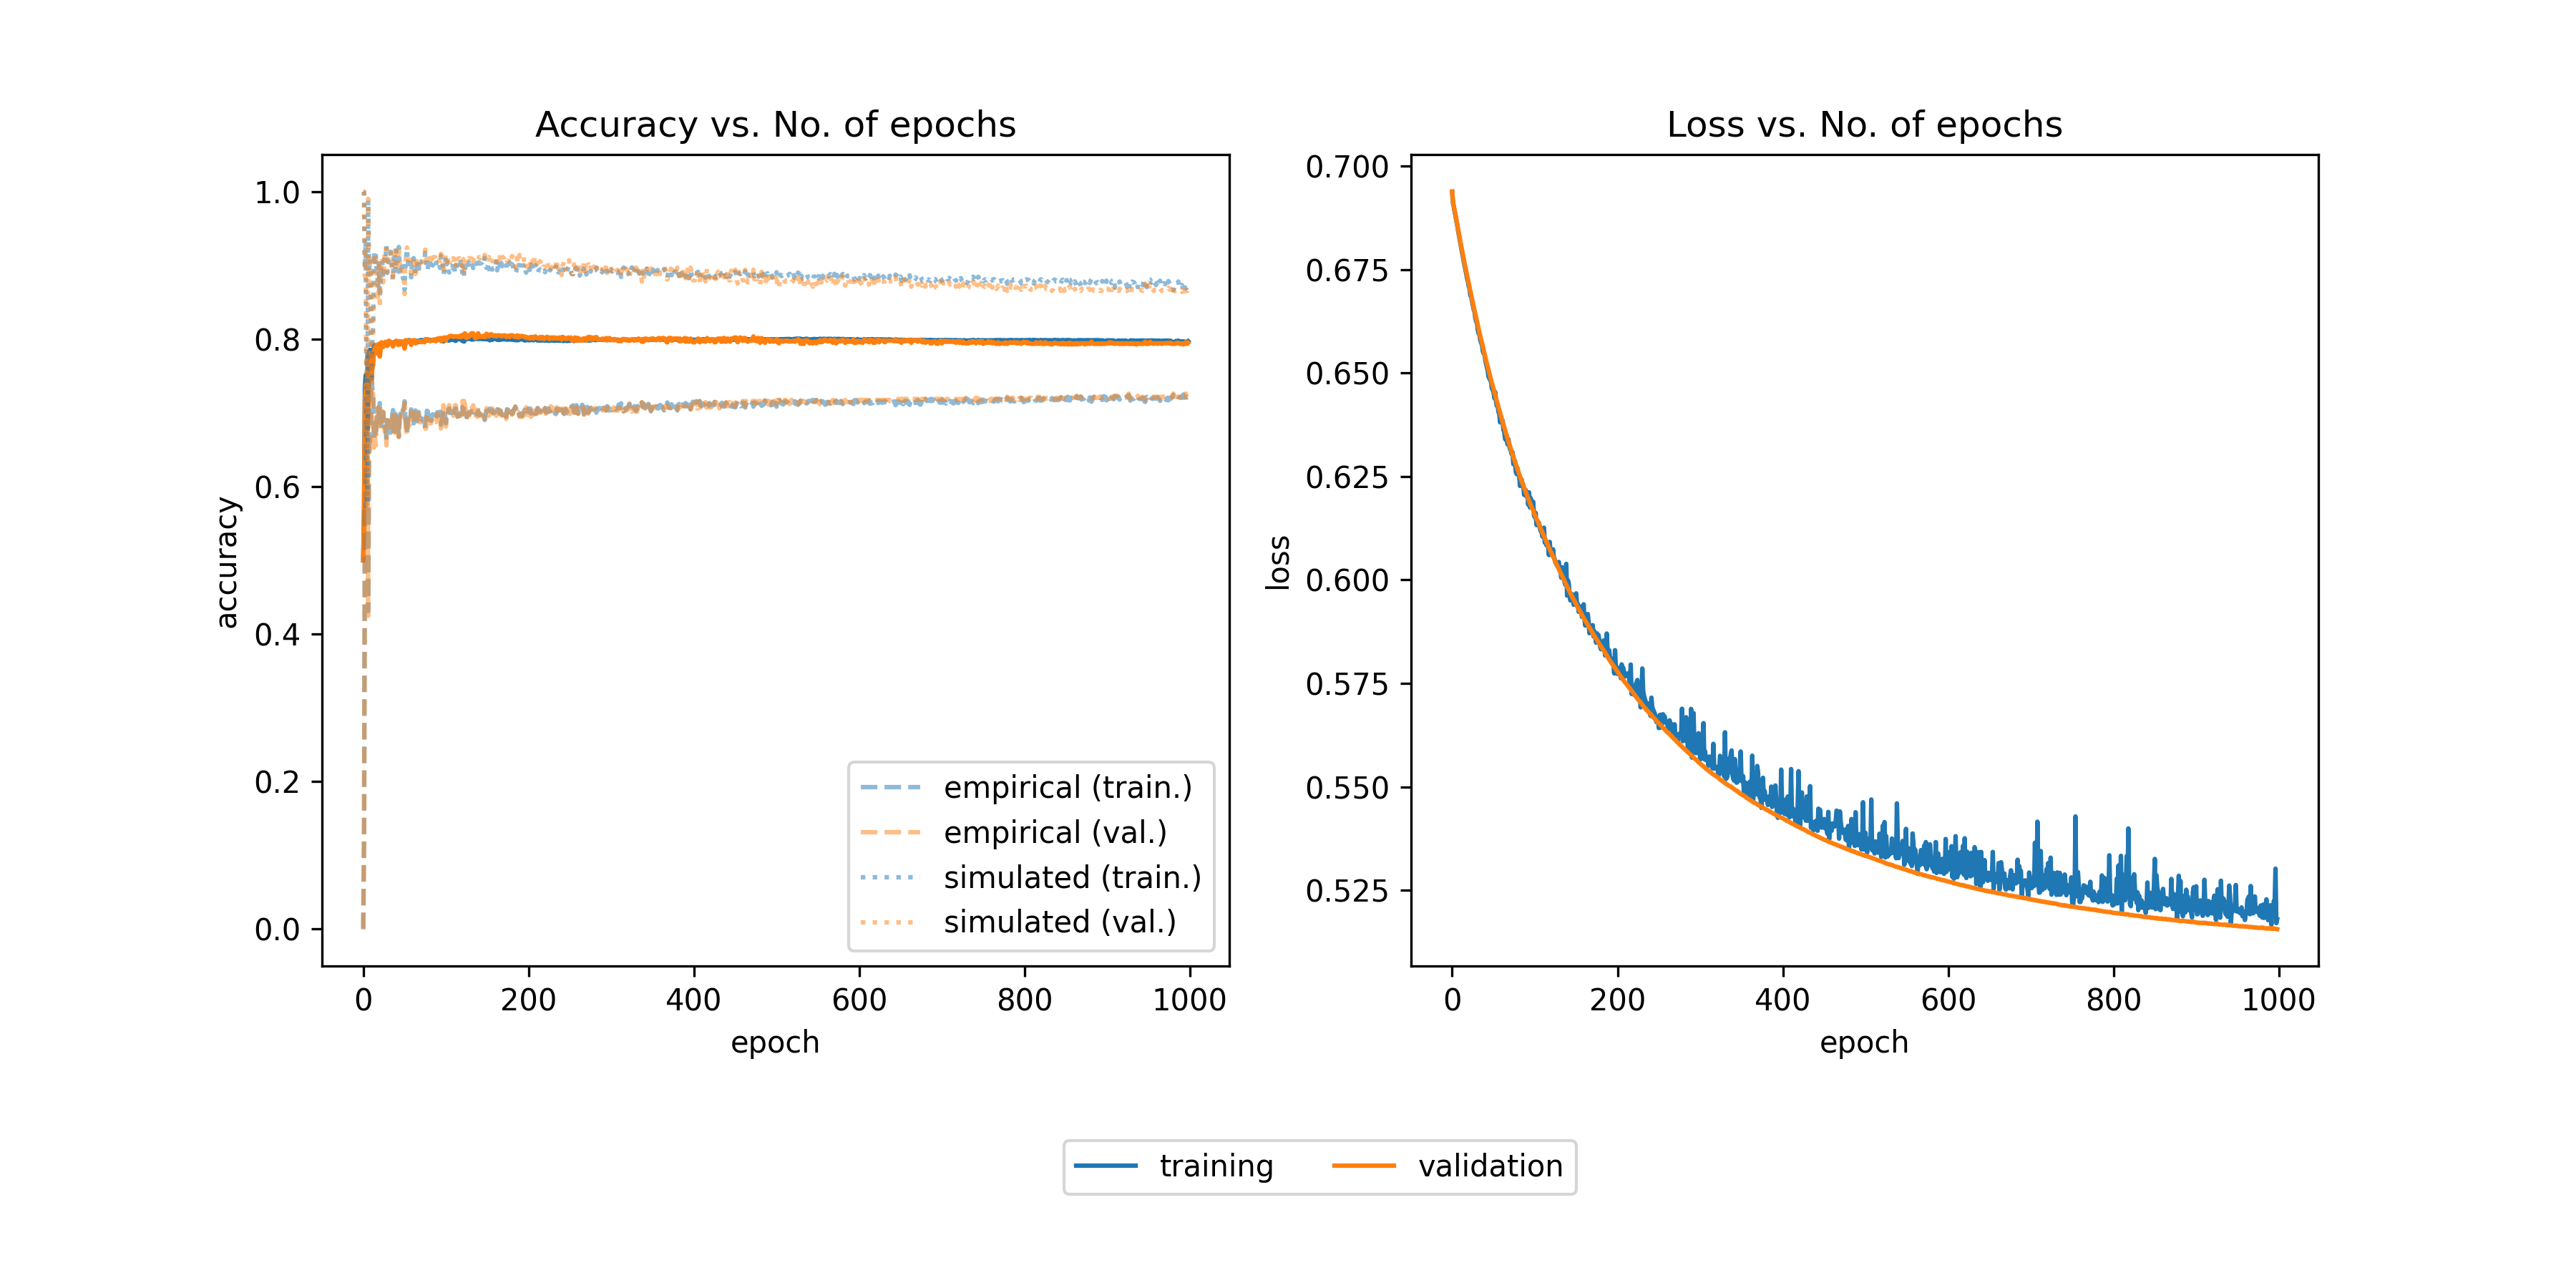 Accuracy vs. No. of epochs
1.0
0.8
0.6
0.4
0.2
0.0
accuracy
0 200 400 600 800 1000
epoch
empirical (train.)
empirical (val.)
simulated (train.)
simulated (val.)
Loss vs. No. of epochs
0.700
0.675
0.650
0.625
0.600
0.575
0.550
0.525
loss
0 200 400 600 800 1000
epoch
training validation